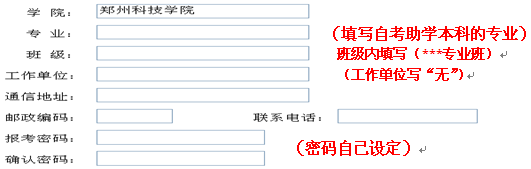 学 院: 郑州科技学院
专 业: (填写自考助学本科的专业)
班 级: 班级内填写(***专业班)
工作单位: (工作单位写“无”)
通信地址:
邮政编码: 联系电话:
报考密码: (密码自己设定)
确认密码: